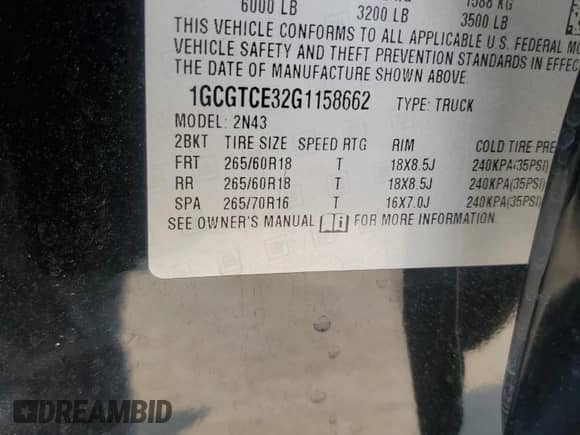 6000 LB 3200 LB 3500 LB
THIS VEHICLE CONFORMS TO ALL APPLICABLE U.S. FEDERAL
VEHICLE SAFETY AND THEFT PREVENTION STANDARDS IN
THE DATE OF MANUFACTURE SHOWN ABOVE.
1GCGTCE32G1158662 TYPE: TRUCK
MODEL: 2N43
2BKT TIRE SIZE SPEED RTG RIM COLD TIRE
FRT 265/60R18 T 18X8.5J 240KPA(35PSI)
RR 265/60R18 T 18X8.5J 240KPA(35PSI)
SPA 265/70R16 T 16X7.0J 240KPA(35PSI)
SEE OWNER'S MANUAL FOR MORE INFORMATION.
DREAMBID